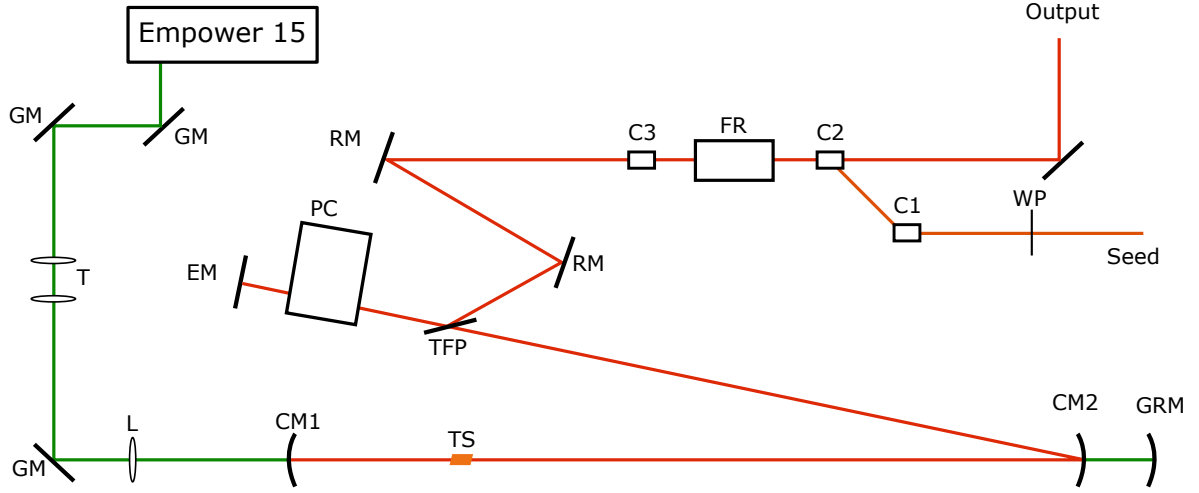 Output
Empower 15
GM
GM
RM
C3
FR
C2
PC
C1
WP
T
EM
RM
Seed
TFP
L
CM1
TS
CM2
GRM
GM